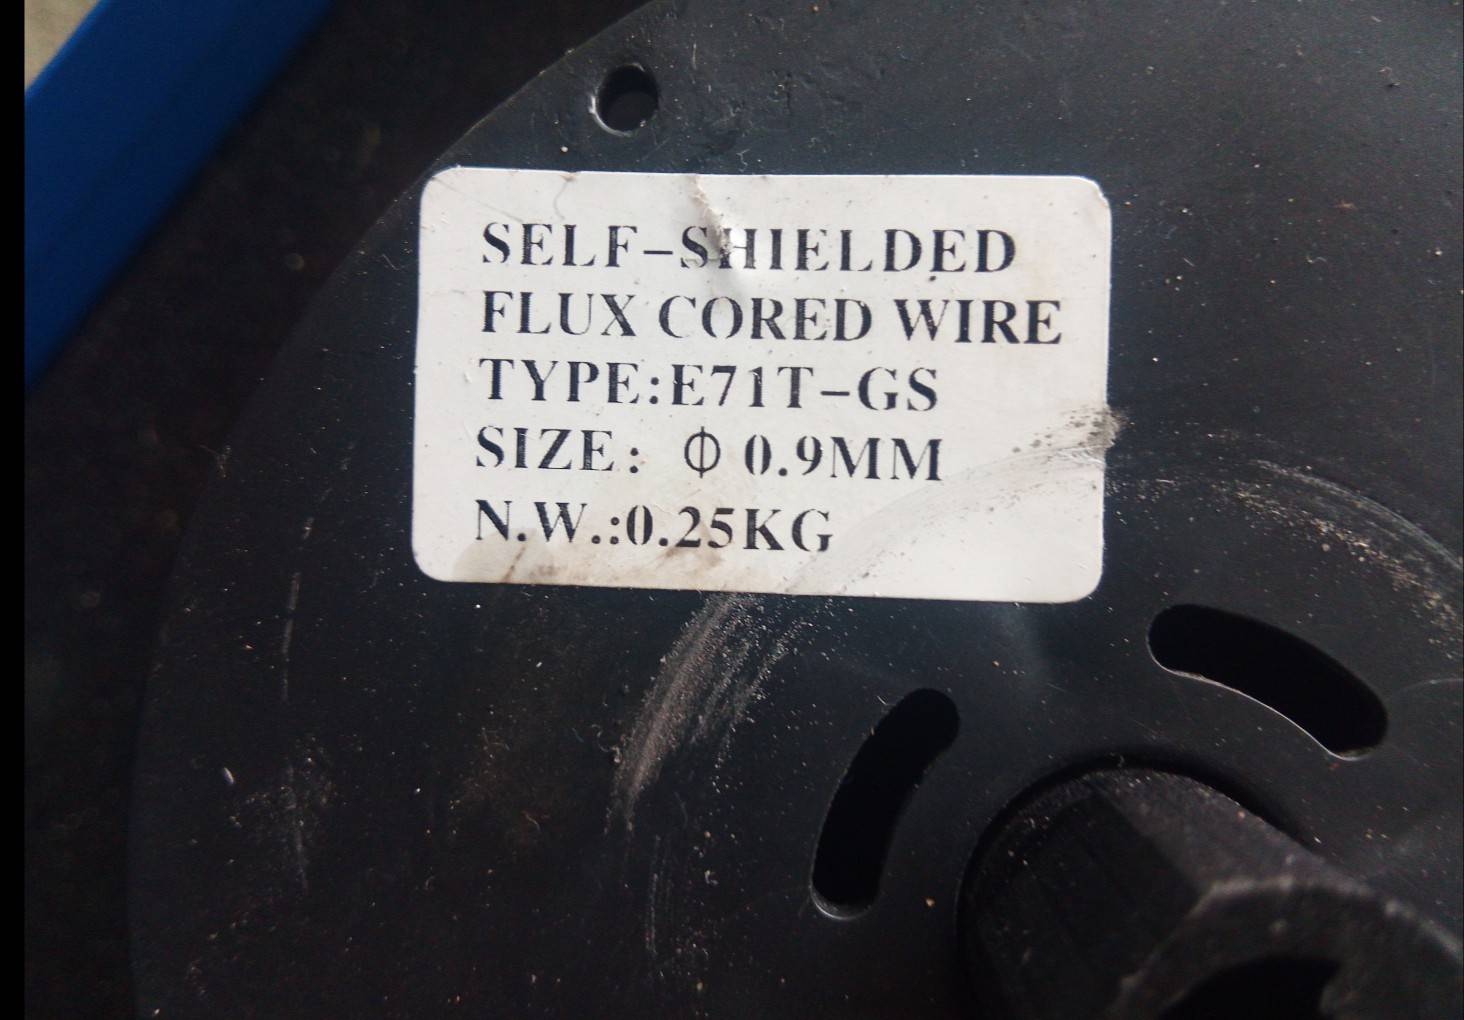 SELF-SHIELDED
FLUX CORED WIRE
TYPE:E71T-GS
SIZE: Φ 0.9MM
N.W.:0.25KG